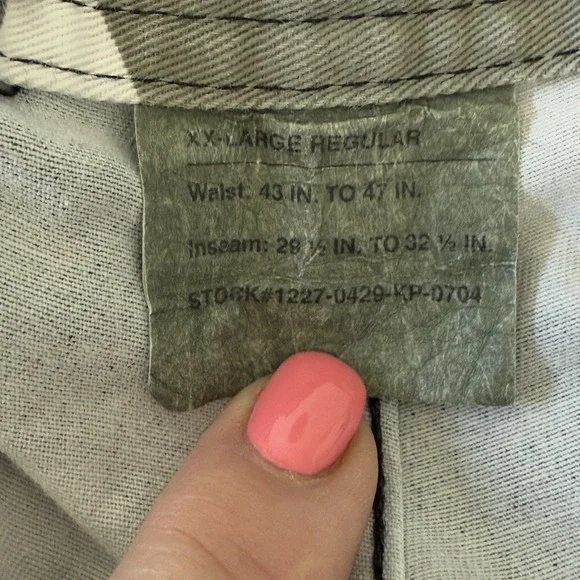 XX-LARGE REGULAR
Waist: 43 IN. TO 47 IN.
Inseam: 29 ½ IN. TO 32 ½ IN.
STOCK#1227-0429-KP-0704